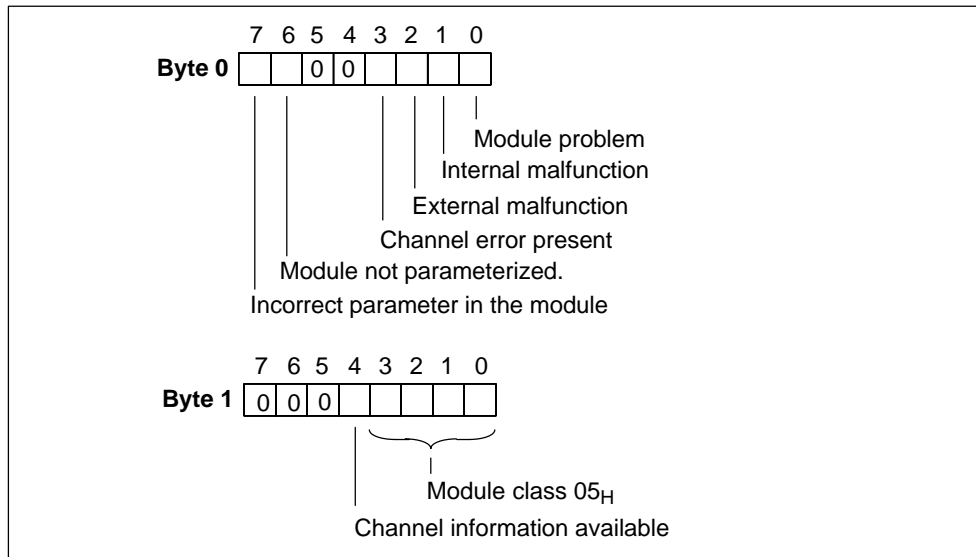 7 6 5 4 3 2 1 0
Byte 0 0 0
Module problem
Internal malfunction
External malfunction
Channel error present
Module not parameterized.
Incorrect parameter in the module
7 6 5 4 3 2 1 0
Byte 1 0 0 0
Module class 05H
Channel information available